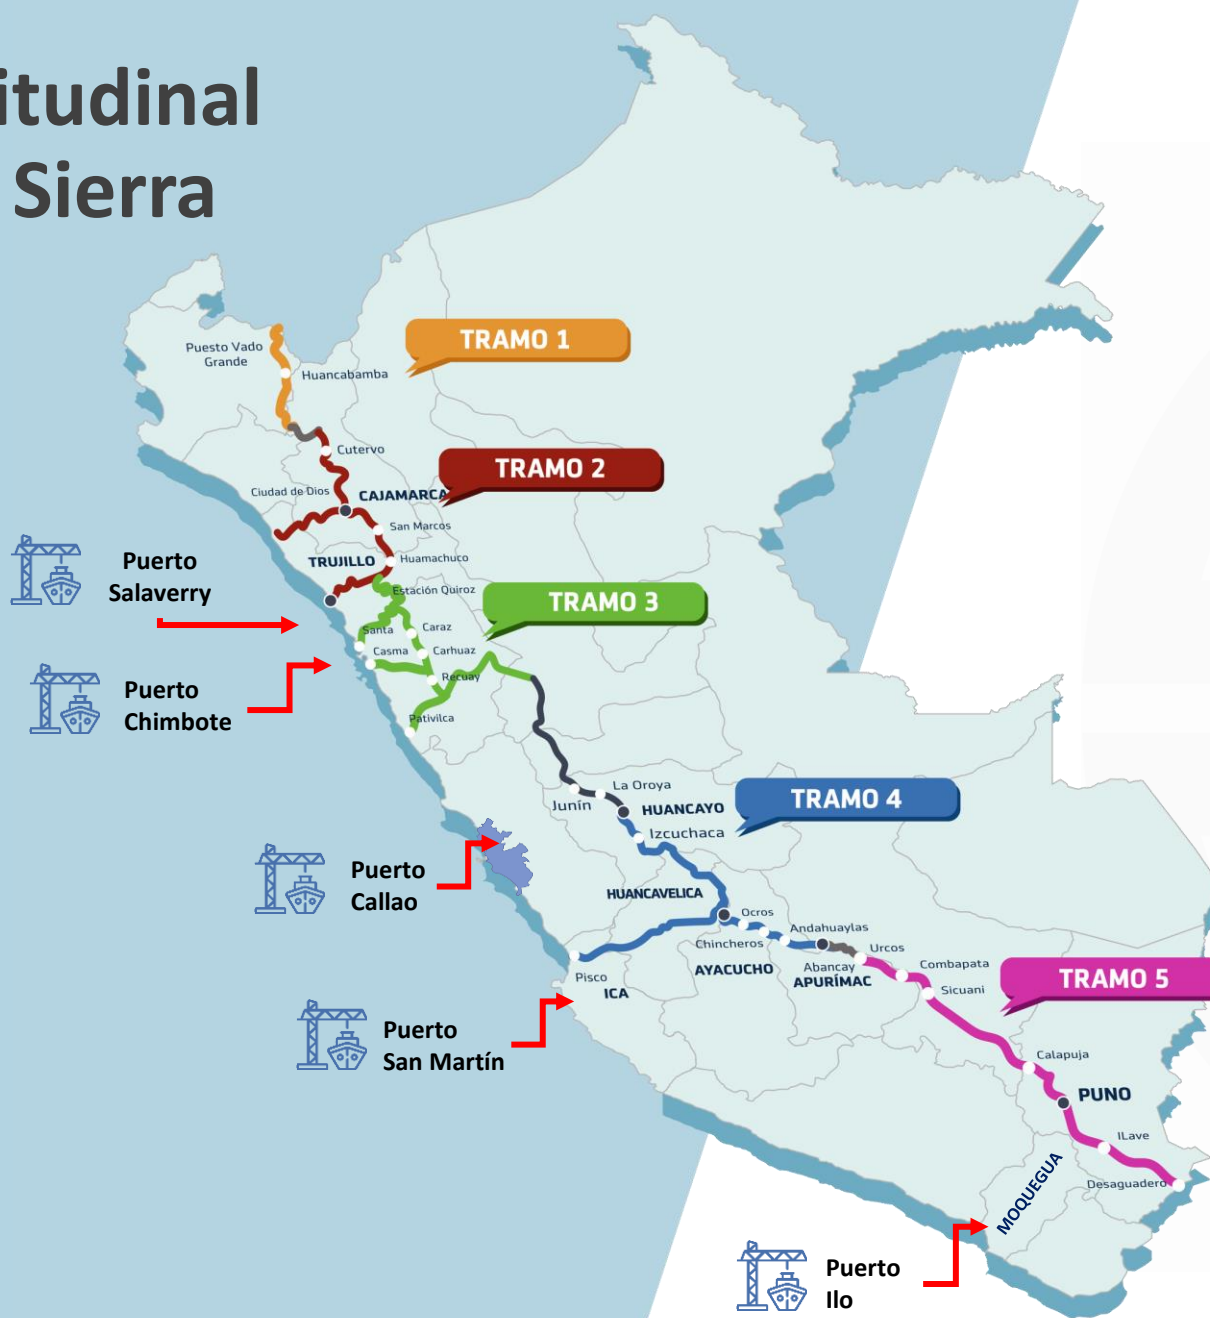 itudinal
Sierra
TRAMO 1
Puesto Vado
Grande
Huancabamba
Cutervo
TRAMO 2
Ciudad de Dios
CAJAMARCA
San Marcos
TRUJILLO
Huamachuco
Puerto
Salaverry
Estación Quiroz
TRAMO 3
Santa
Caraz
Casma
Carhuaz
Recuay
Puerto
Chimbote
Pativilca
La Oroya
Junín
HUANCAYO
TRAMO 4
Izcuchaca
Puerto
Callao
HUANCAVELICA
Ocros
Andahuaylas
Chincheros
Urcos
AYACUCHO
Abancay
APURÍMAC
Combapata
Sicuani
TRAMO 5
Pisco
ICA
Puerto
San Martín
Calapuja
PUNO
ILave
MOQUEGUA
Desaguadero
Puerto
Ilo